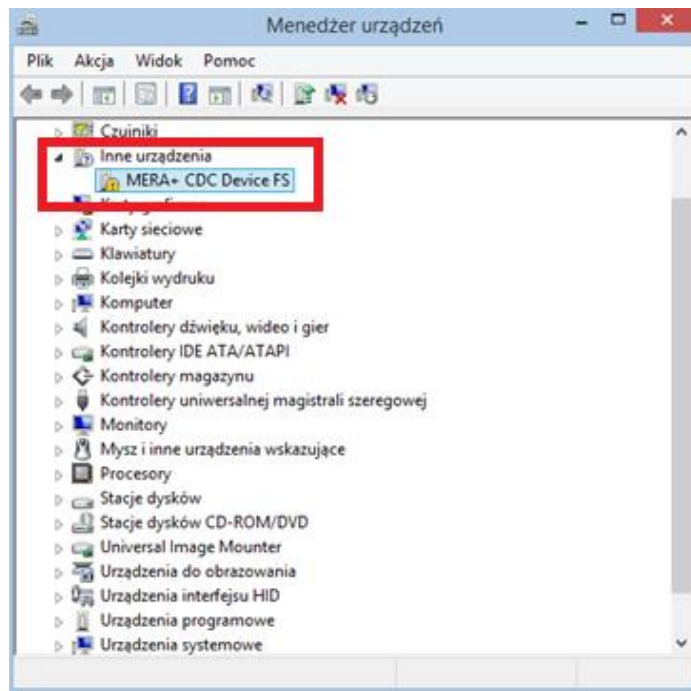 Menedżer urządzeń
Plik Akcja Widok Pomoc
Czujniki
Inne urządzenia
MERA+ CDC Device FS
Karty sieciowe
Klawiatury
Kolejki wydruku
Komputer
Kontrolery dźwięku, wideo i gier
Kontrolery IDE ATA/ATAPI
Kontrolery magazynu
Kontrolery uniwersalnej magistrali szeregowej
Monitory
Mysz i inne urządzenia wskazujące
Procesory
Stacje dysków
Stacje dysków CD-ROM/DVD
Universal Image Mounter
Urządzenia do obrazowania
Urządzenia interfejsu HID
Urządzenia programowe
Urządzenia systemowe